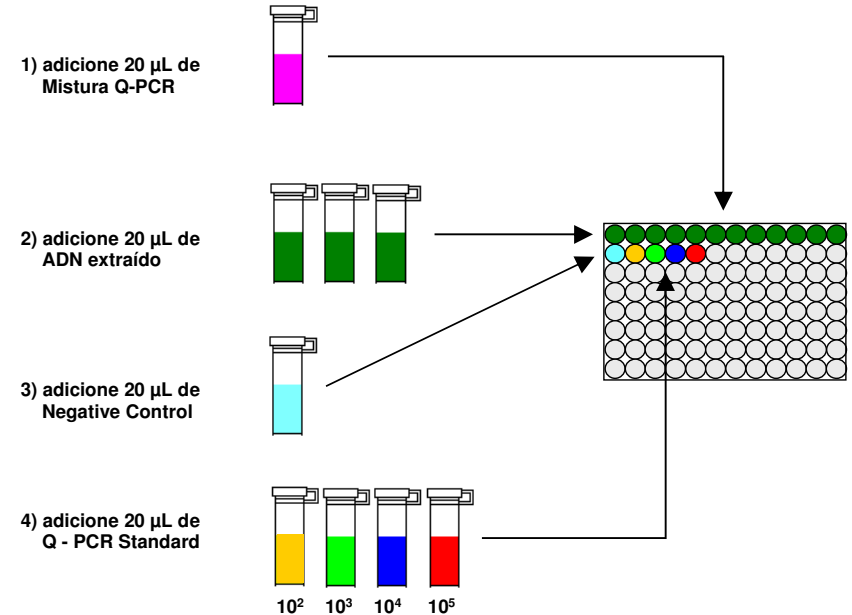 1) adicione 20 µL de
Mistura Q-PCR
2) adicione 20 µL de
ADN extraído
3) adicione 20 µL de
Negative Control
4) adicione 20 µL de
Q - PCR Standard
10² 10³ 10⁴ 10⁵